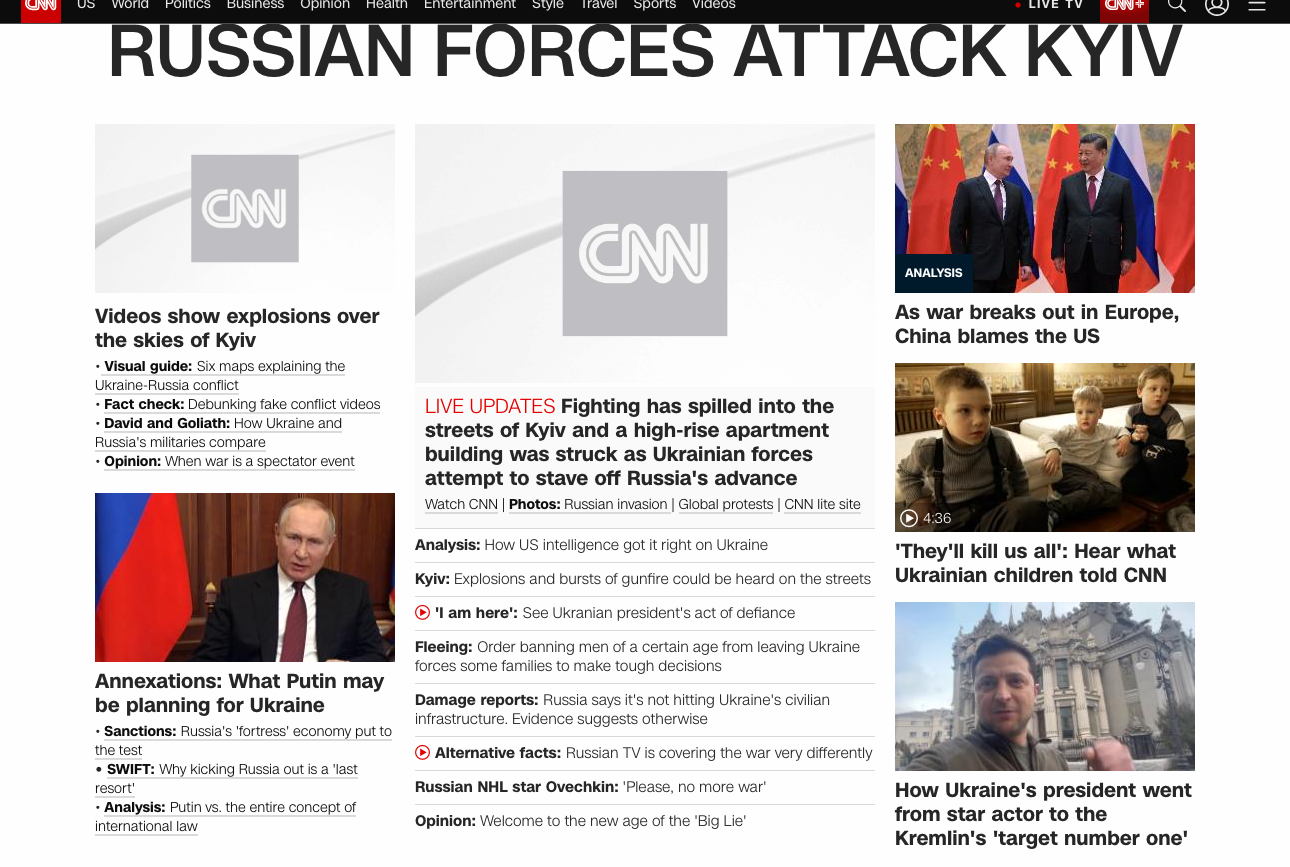 CNN US World Politics Business Opinion Health Entertainment Style Travel Sports Videos LIVE TV CNN+
RUSSIAN FORCES ATTACK KYIV
CNN
Videos show explosions over
the skies of Kyiv
• Visual guide: Six maps explaining the
Ukraine-Russia conflict
• Fact check: Debunking fake conflict videos
• David and Goliath: How Ukraine and
Russia's militaries compare
• Opinion: When war is a spectator event
Annexations: What Putin may
be planning for Ukraine
• Sanctions: Russia's 'fortress' economy put to
the test
• SWIFT: Why kicking Russia out is a 'last
resort'
• Analysis: Putin vs. the entire concept of
international law
CNN
LIVE UPDATES Fighting has spilled into the
streets of Kyiv and a high-rise apartment
building was struck as Ukrainian forces
attempt to stave off Russia's advance
Watch CNN | Photos: Russian invasion | Global protests | CNN lite site
Analysis: How US intelligence got it right on Ukraine
Kyiv: Explosions and bursts of gunfire could be heard on the streets
'I am here': See Ukranian president's act of defiance
Fleeing: Order banning men of a certain age from leaving Ukraine
forces some families to make tough decisions
Damage reports: Russia says it's not hitting Ukraine's civilian
infrastructure. Evidence suggests otherwise
Alternative facts: Russian TV is covering the war very differently
Russian NHL star Ovechkin: 'Please, no more war'
Opinion: Welcome to the new age of the 'Big Lie'
ANALYSIS
As war breaks out in Europe,
China blames the US
4:36
'They'll kill us all': Hear what
Ukrainian children told CNN
How Ukraine's president went
from star actor to the
Kremlin's 'target number one'